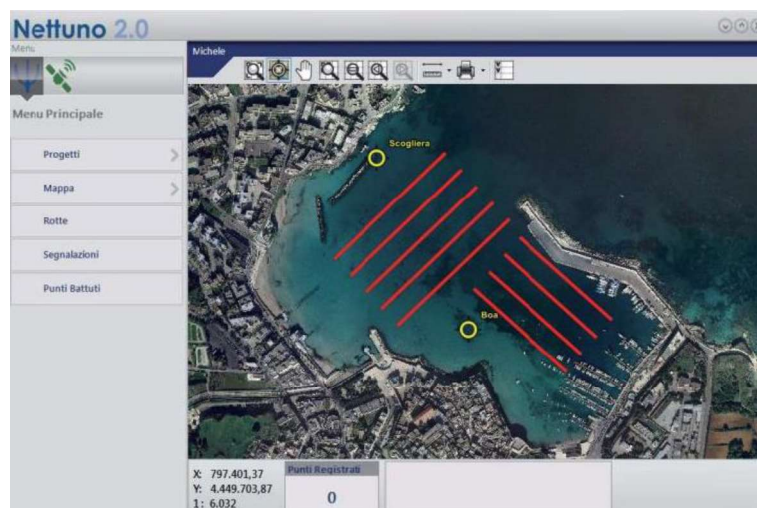 Nettuno 2.0
Menu
Michele
Menu Principale
Progetti
Mappa
Rotte
Segnalazioni
Punti Battuti
Scogliera
Boa
X: 797.401,37
Y: 4.449.703,87
1: 6.032
Punti Registrati
0